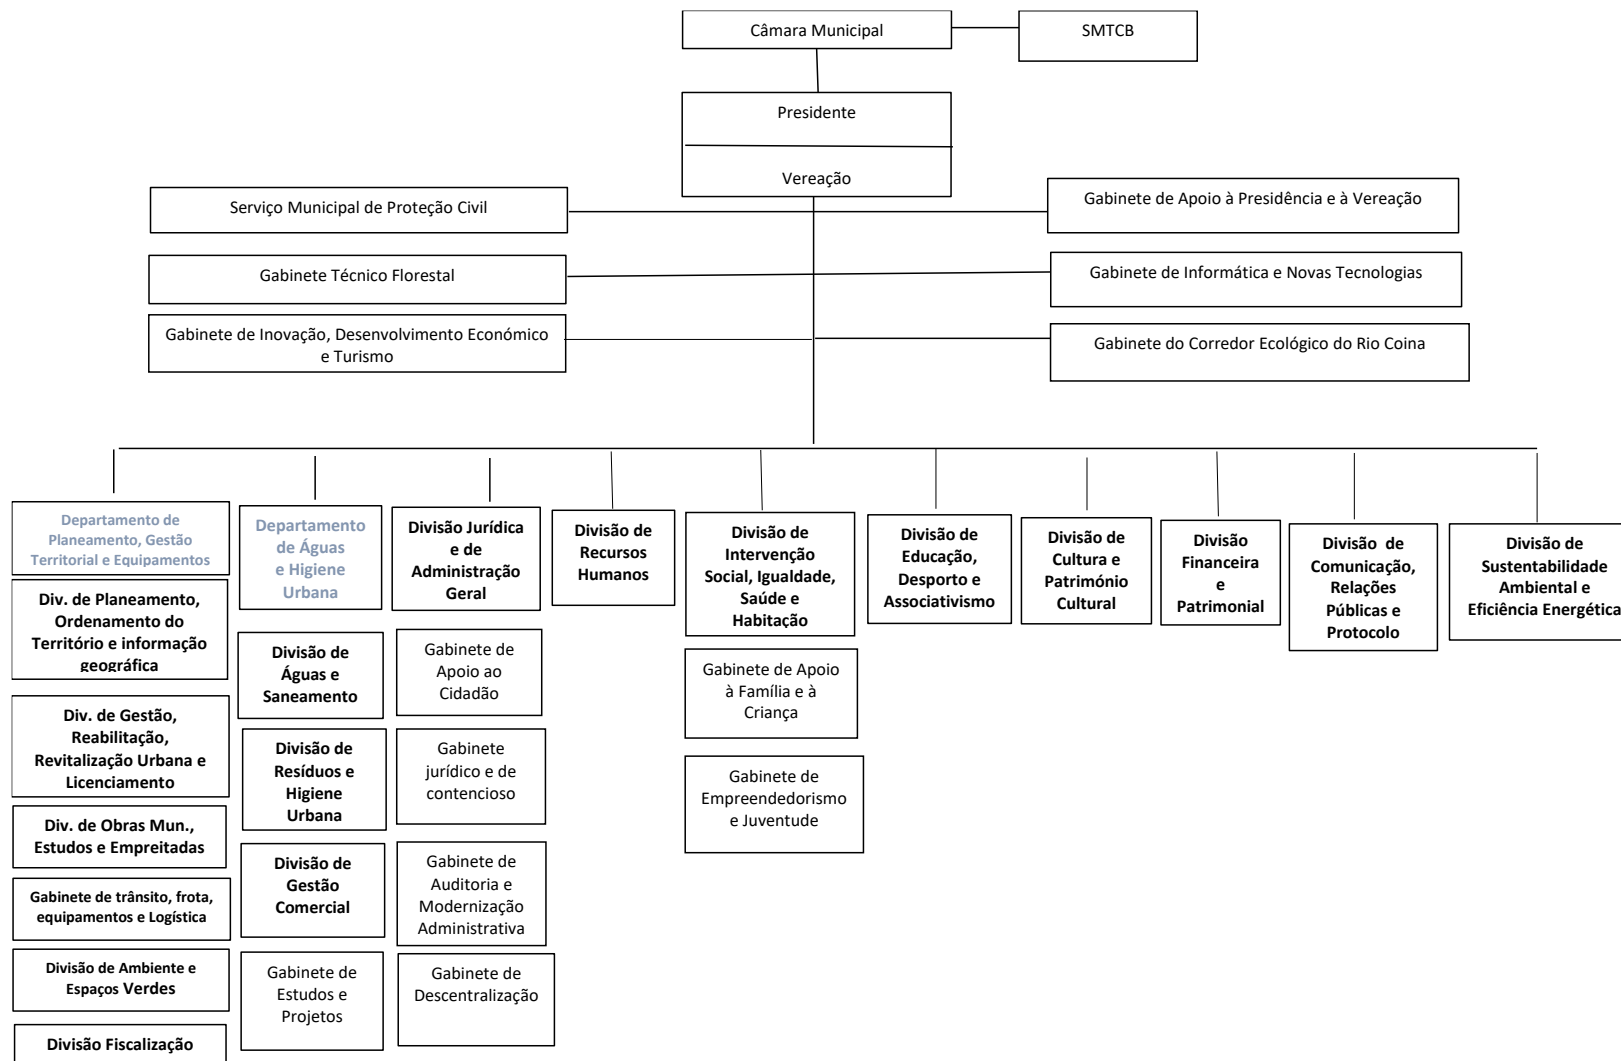 Câmara Municipal
SMTCB
Presidente
Vereação
Serviço Municipal de Proteção Civil
Gabinete de Apoio à Presidência e à Vereação
Gabinete Técnico Florestal
Gabinete de Informática e Novas Tecnologias
Gabinete de Inovação, Desenvolvimento Económico
e Turismo
Gabinete do Corredor Ecológico do Rio Coina
Departamento de
Planeamento, Gestão
Territorial e Equipamentos
Div. de Planeamento,
Ordenamento do
Território e informação
geográfica
Div. de Gestão,
Reabilitação,
Revitalização Urbana e
Licenciamento
Div. de Obras Mun.,
Estudos e Empreitadas
Gabinete de trânsito, frota,
equipamentos e Logística
Divisão de Ambiente e
Espaços Verdes
Divisão Fiscalização
Departamento
de Águas
e Higiene
Urbana
Divisão de
Águas e
Saneamento
Divisão de
Resíduos e
Higiene
Urbana
Divisão de
Gestão
Comercial
Gabinete de
Estudos e
Projetos
Divisão Jurídica
e de
Administração
Geral
Gabinete de
Apoio ao
Cidadão
Gabinete
jurídico e de
contencioso
Gabinete de
Auditoria e
Modernização
Administrativa
Gabinete de
Descentralização
Divisão de
Recursos
Humanos
Divisão de
Intervenção
Social, Igualdade,
Saúde e
Habitação
Gabinete de Apoio
à Família e à
Criança
Gabinete de
Empreendedorismo
e Juventude
Divisão de
Educação,
Desporto e
Associativismo
Divisão de
Cultura e
Património
Cultural
Divisão
Financeira
e
Patrimonial
Divisão de
Comunicação,
Relações
Públicas e
Protocolo
Divisão de
Sustentabilidade
Ambiental e
Eficiência Energética